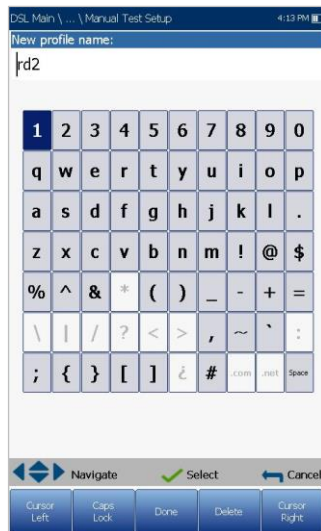 DSL Main \ ... \ Manual Test Setup 4:13 PM
New profile name:
rd2
1 2 3 4 5 6 7 8 9 0
q w e r t y u i o p
a s d f g h j k l .
z x c v b n m ! @ $
% ^ & * ( ) _ - + =
\ | / ? < > , ~ ` :
; { } [ ] ¿ # .com .net Space
Navigate Select Cancel
Cursor Left Caps Lock Done Delete Cursor Right